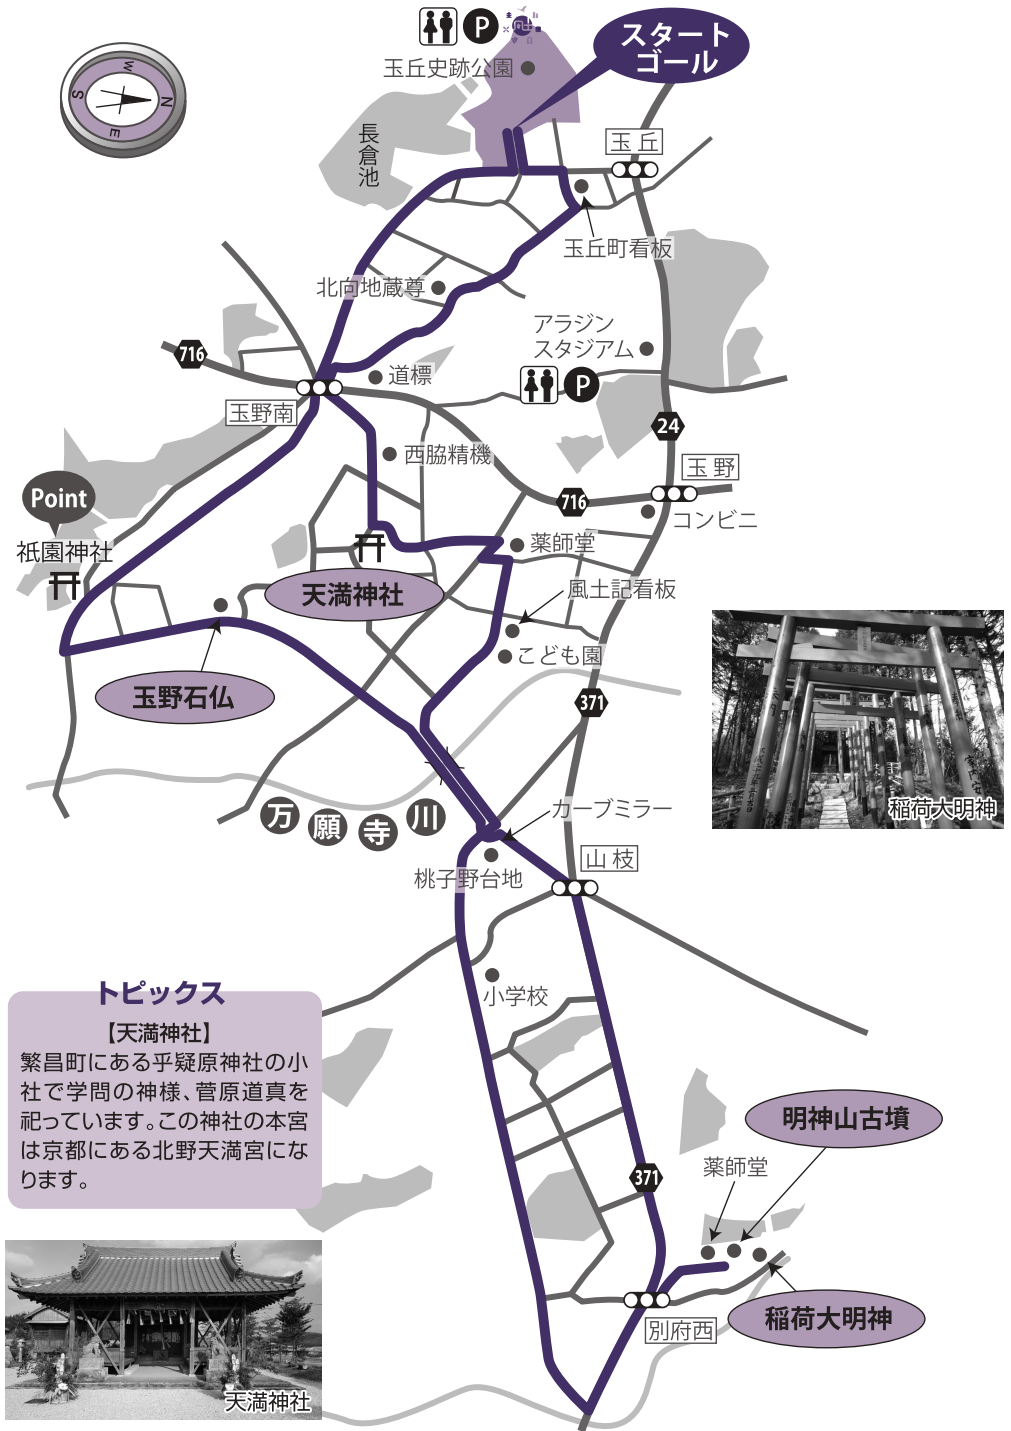 P
スタート
ゴール
玉丘史跡公園
W
S
N
E
長倉池
玉丘
玉丘町看板
北向地蔵尊
アラジン
スタジアム
716
道標
P
玉野南
24
西脇精機
玉野
Point
716
コンビニ
祇園神社
薬師堂
天満神社
風土記看板
こども園
玉野石仏
371
万願寺川
カーブミラー
稲荷大明神
山枝
桃子野台地
小学校
トピックス
【天満神社】
繁昌町にある乎疑原神社の小
社で学問の神様、菅原道真を
祀っています。この神社の本宮
は京都にある北野天満宮にな
ります。
明神山古墳
薬師堂
371
稲荷大明神
別府西
天満神社